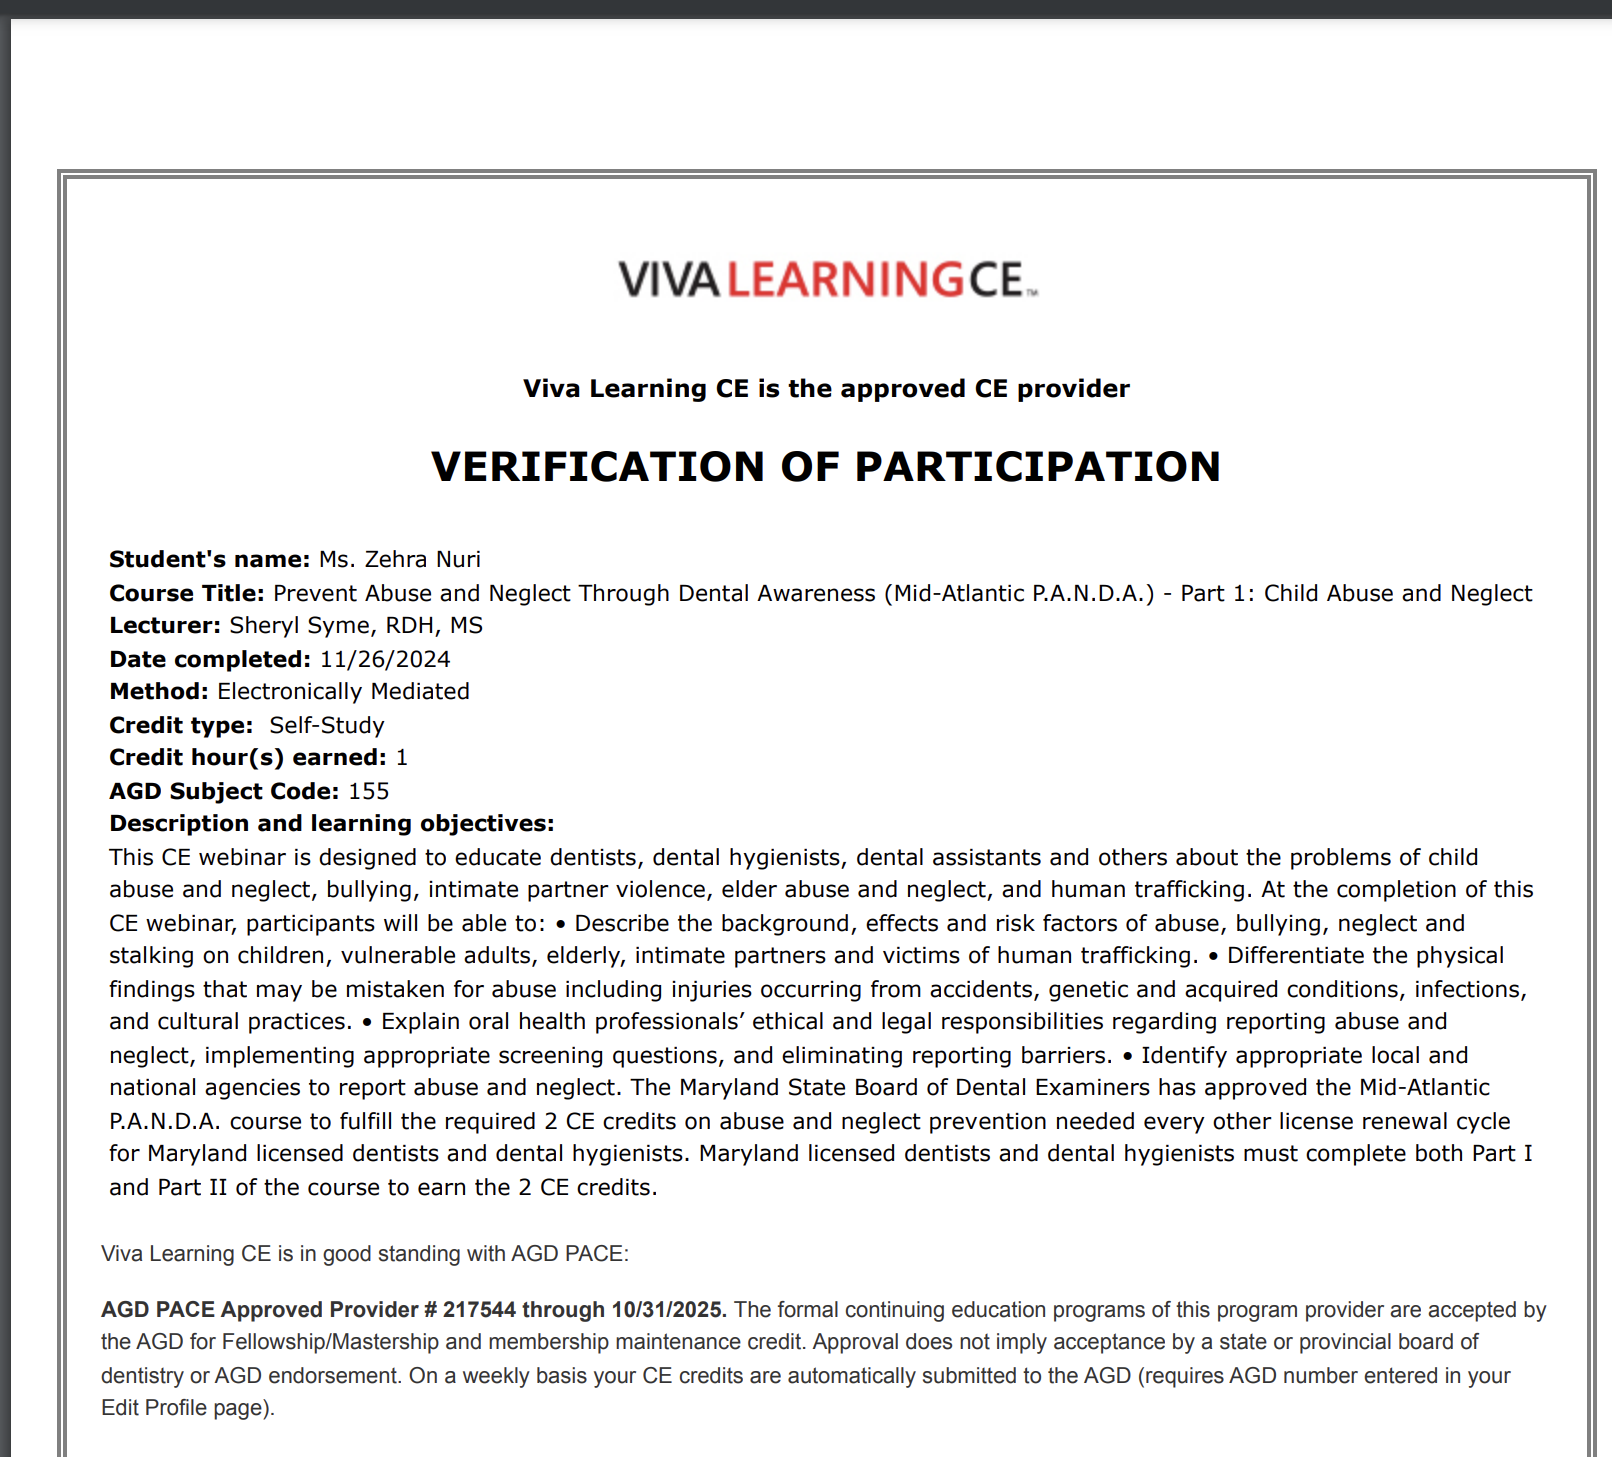 VIVA LEARNING CE™
Viva Learning CE is the approved CE provider
VERIFICATION OF PARTICIPATION
Student's name: Ms. Zehra Nuri
Course Title: Prevent Abuse and Neglect Through Dental Awareness (Mid-Atlantic P.A.N.D.A.) - Part 1: Child Abuse and Neglect
Lecturer: Sheryl Syme, RDH, MS
Date completed: 11/26/2024
Method: Electronically Mediated
Credit type: Self-Study
Credit hour(s) earned: 1
AGD Subject Code: 155
Description and learning objectives:
This CE webinar is designed to educate dentists, dental hygienists, dental assistants and others about the problems of child
abuse and neglect, bullying, intimate partner violence, elder abuse and neglect, and human trafficking. At the completion of this
CE webinar, participants will be able to: • Describe the background, effects and risk factors of abuse, bullying, neglect and
stalking on children, vulnerable adults, elderly, intimate partners and victims of human trafficking. • Differentiate the physical
findings that may be mistaken for abuse including injuries occurring from accidents, genetic and acquired conditions, infections,
and cultural practices. • Explain oral health professionals’ ethical and legal responsibilities regarding reporting abuse and
neglect, implementing appropriate screening questions, and eliminating reporting barriers. • Identify appropriate local and
national agencies to report abuse and neglect. The Maryland State Board of Dental Examiners has approved the Mid-Atlantic
P.A.N.D.A. course to fulfill the required 2 CE credits on abuse and neglect prevention needed every other license renewal cycle
for Maryland licensed dentists and dental hygienists. Maryland licensed dentists and dental hygienists must complete both Part I
and Part II of the course to earn the 2 CE credits.
Viva Learning CE is in good standing with AGD PACE:
AGD PACE Approved Provider # 217544 through 10/31/2025. The formal continuing education programs of this program provider are accepted by
the AGD for Fellowship/Mastership and membership maintenance credit. Approval does not imply acceptance by a state or provincial board of
dentistry or AGD endorsement. On a weekly basis your CE credits are automatically submitted to the AGD (requires AGD number entered in your
Edit Profile page).